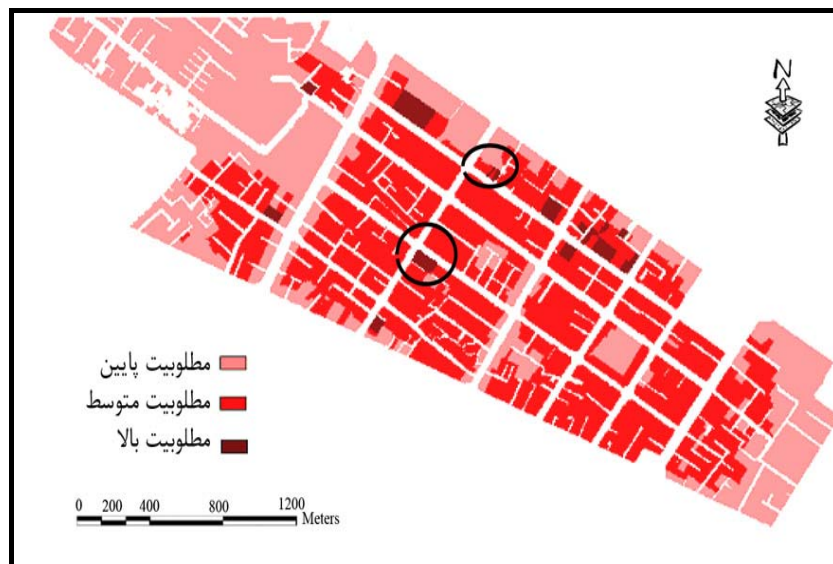 N
مطلوبیت پایین
مطلوبیت متوسط
مطلوبیت بالا
0 200 400 800 1200
Meters